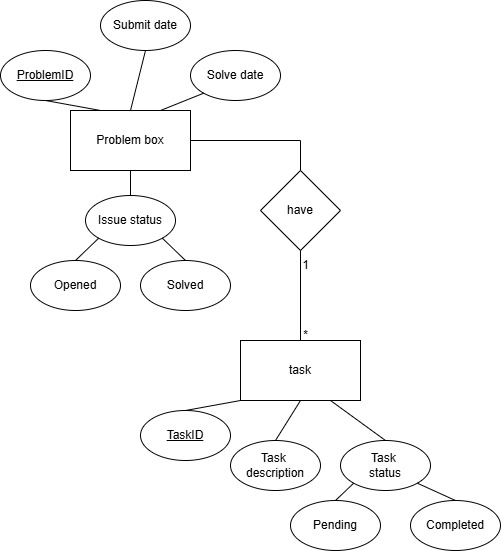 Submit date
ProblemID
Solve date
Problem box
have
Issue status
Opened
Solved
1
*
task
TaskID
Task
description
Task
status
Pending
Completed